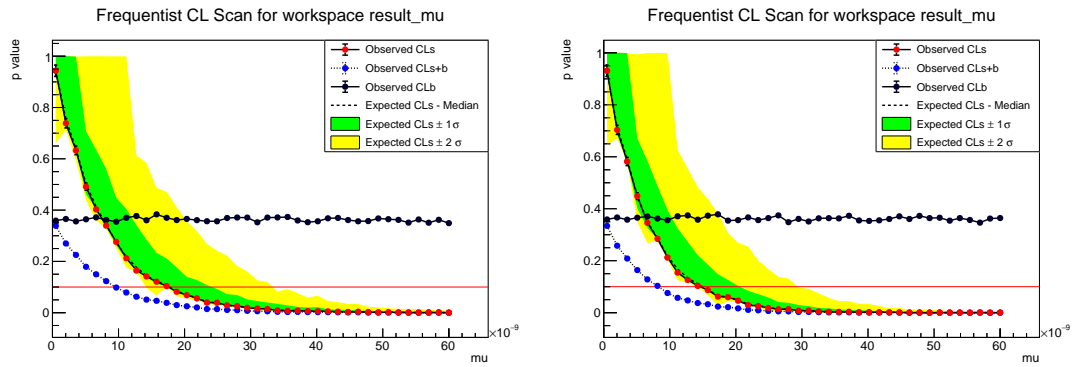 Frequentist CL Scan for workspace result_mu
p value
1
0.8
0.6
0.4
0.2
0
Observed CLs
Observed CLs+b
Observed CLb
Expected CLs - Median
Expected CLs ± 1σ
Expected CLs ± 2 σ
0 10 20 30 40 50 60
×10⁻⁹
mu
Frequentist CL Scan for workspace result_mu
p value
1
0.8
0.6
0.4
0.2
0
Observed CLs
Observed CLs+b
Observed CLb
Expected CLs - Median
Expected CLs ± 1σ
Expected CLs ± 2 σ
0 10 20 30 40 50 60
×10⁻⁹
mu